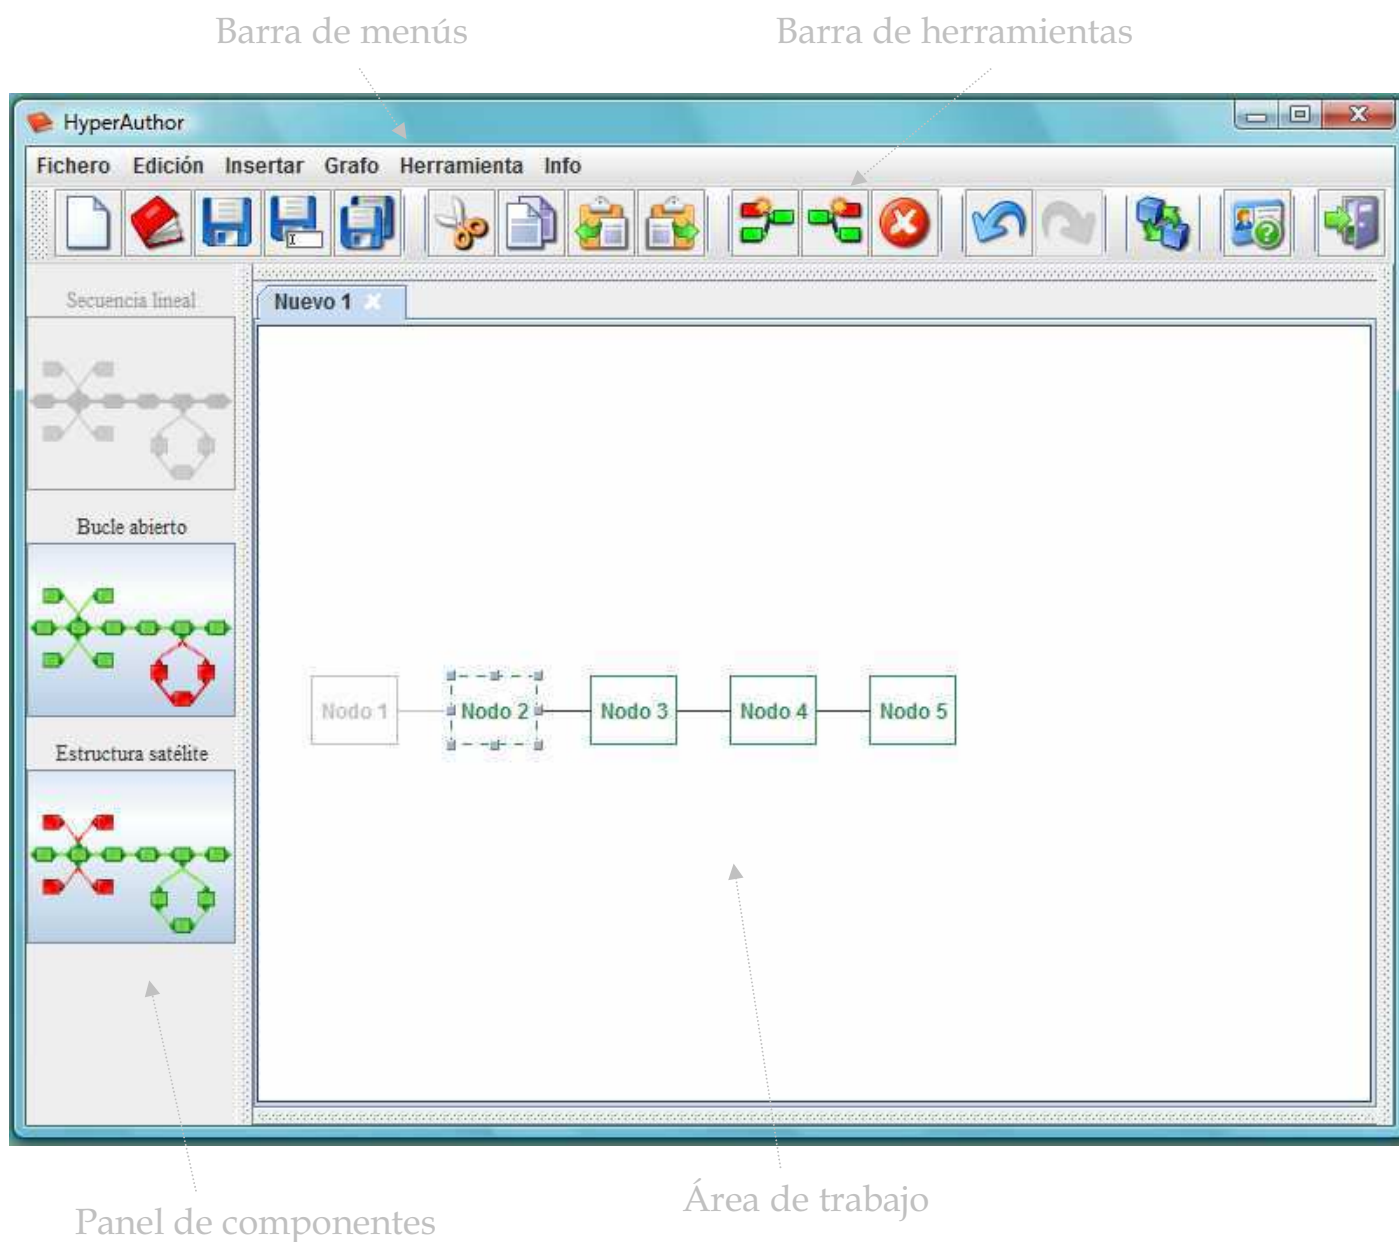 Barra de menús
Barra de herramientas
HyperAuthor
Fichero Edición Insertar Grafo Herramienta Info
Secuencia lineal
Nuevo 1
Bucle abierto
Nodo 1
Nodo 2
Nodo 3
Nodo 4
Nodo 5
Estructura satélite
Área de trabajo
Panel de componentes